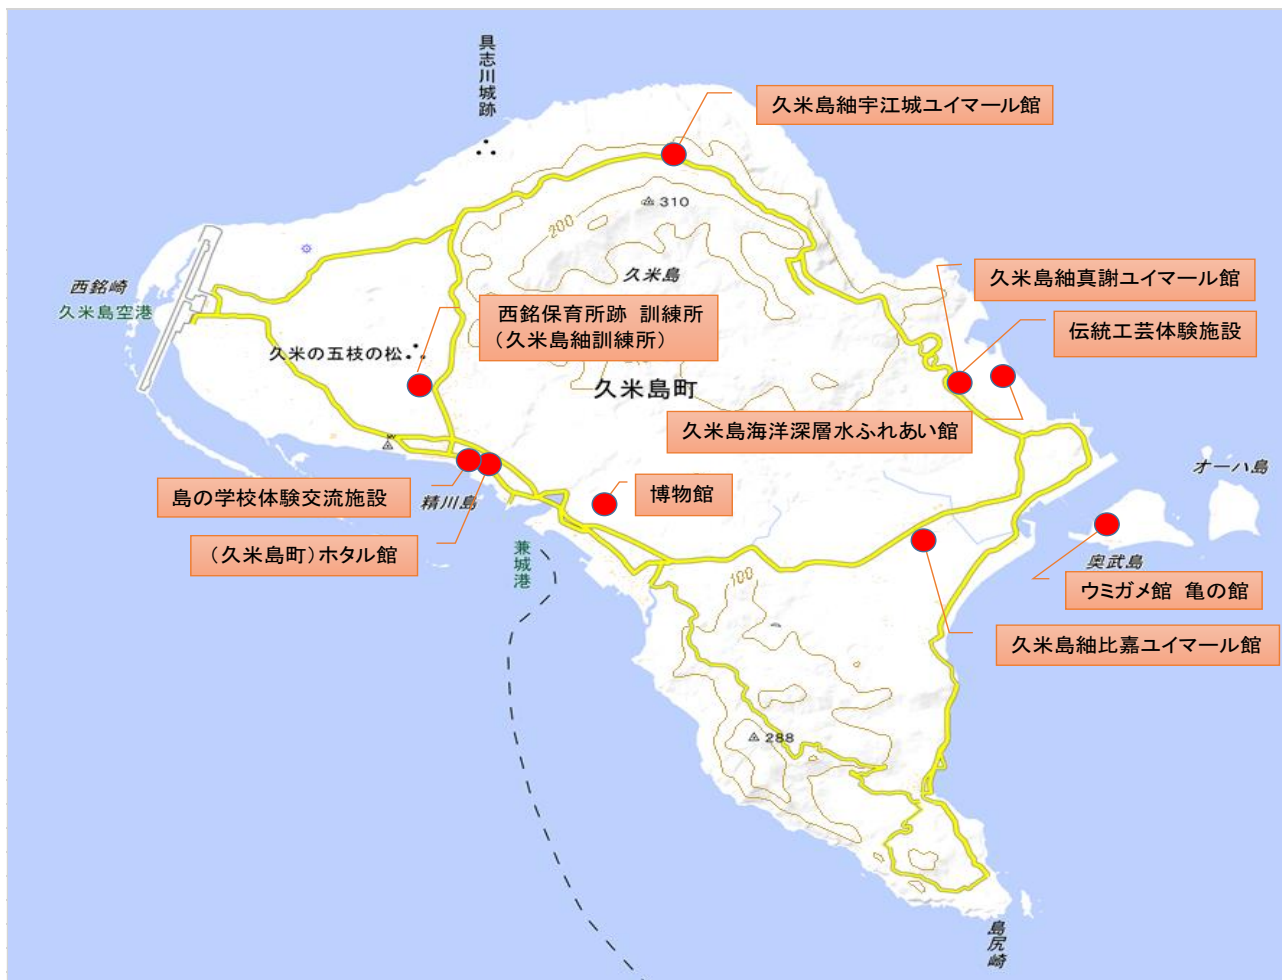 具志川城跡
久米島紬宇江城ユイマール館
310
200
久米島
西銘崎
久米島空港
久米島紬真謝ユイマール館
西銘保育所跡 訓練所
(久米島紬訓練所)
伝統工芸体験施設
久米の五枝の松
久米島町
久米島海洋深層水ふれあい館
オーハ島
島の学校体験交流施設
精川島
博物館
(久米島町)ホタル館
兼城港
奥武島
100
ウミガメ館 亀の館
久米島紬比嘉ユイマール館
288
島尻崎